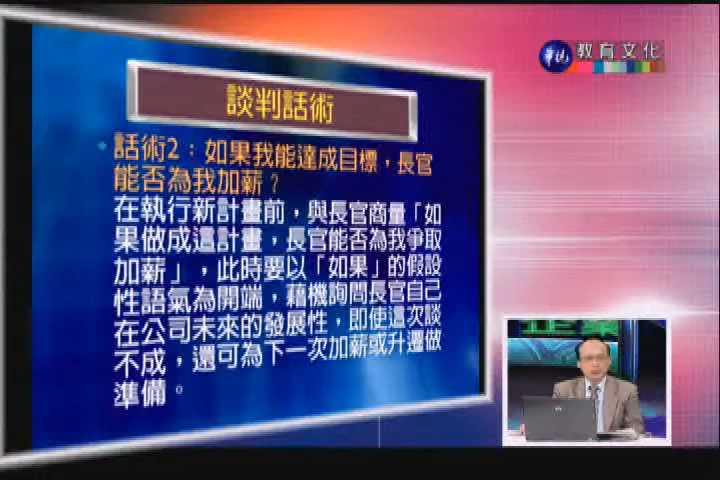 華視 教育文化
談判話術
話術2：如果我能達成目標，長官
能否為我加薪？
在執行新計畫前，與長官商量「如
果做成這計畫，長官能否為我爭取
加薪」，此時要以「如果」的假設
性語氣為開端，藉機詢問長官自己
在公司未來的發展性，即使這次談
不成，還可為下一次加薪或升遷做
準備。